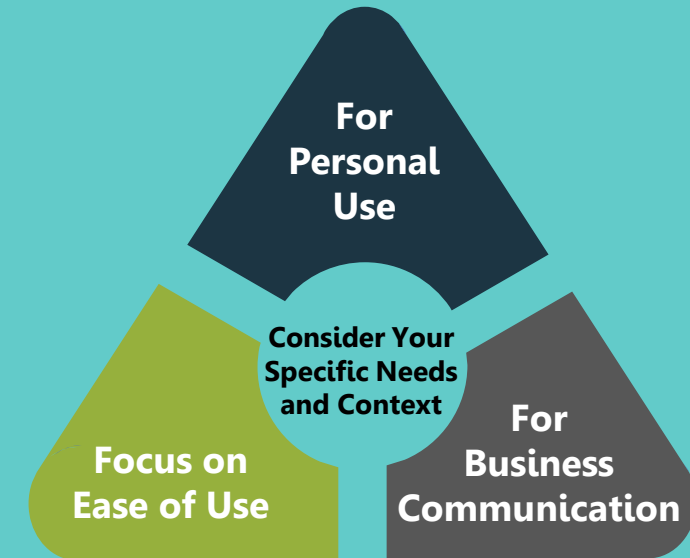 For
Personal
Use
Consider Your
Specific Needs
and Context
Focus on
Ease of Use
For
Business
Communication